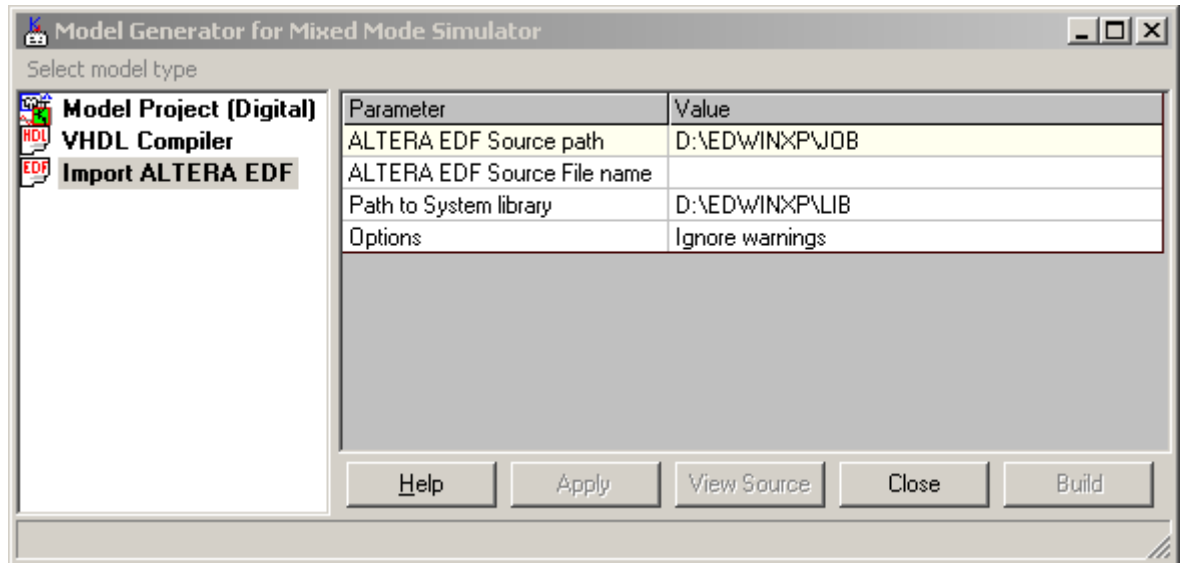 Model Generator for Mixed Mode Simulator
Select model type
Model Project (Digital)
HDL VHDL Compiler
EDF Import ALTERA EDF
Parameter Value
ALTERA EDF Source path D:\EDWINXP\JOB
ALTERA EDF Source File name
Path to System library D:\EDWINXP\LIB
Options Ignore warnings
Help Apply View Source Close Build